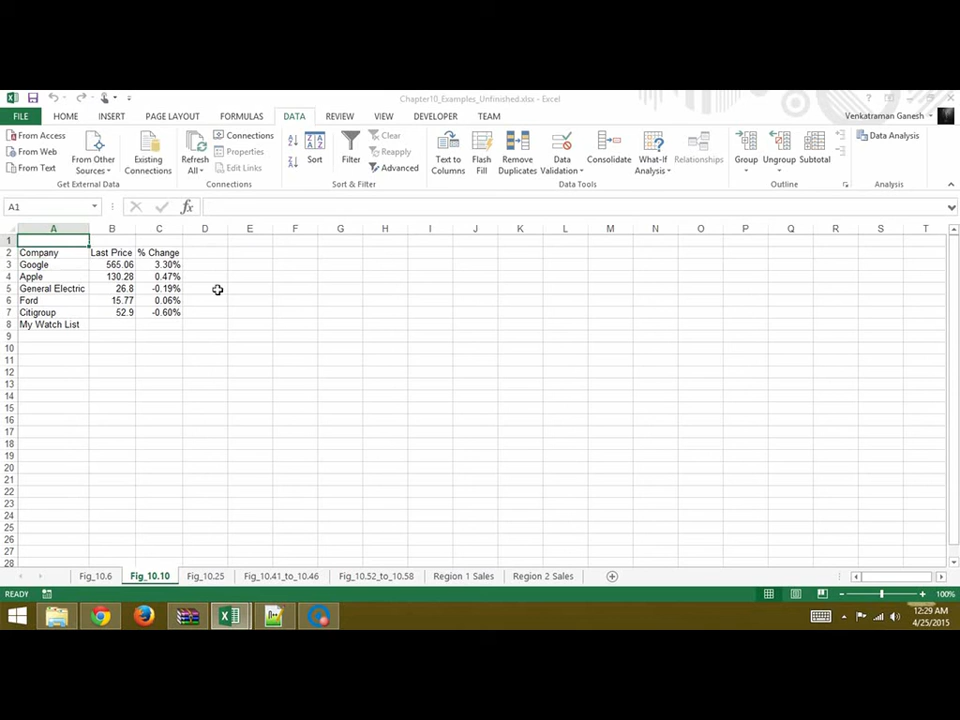 Chapter10_Examples_Unfinished.xlsx - Excel
FILE HOME INSERT PAGE LAYOUT FORMULAS DATA REVIEW VIEW DEVELOPER TEAM Venkatraman Ganesh
From Access
From Web
From Text
From Other Sources
Existing Connections
Get External Data
Refresh All
Connections
Properties
Edit Links
Connections
Sort
Filter
Clear
Reapply
Advanced
Sort & Filter
Text to Columns
Flash Fill
Remove Duplicates
Data Validation
Consolidate
What-If Analysis
Relationships
Data Tools
Group
Ungroup
Subtotal
Outline
Data Analysis
Analysis
A1 fx
A B C D E F G H I J K L M N O P Q R S T
1
2 Company Last Price % Change
3 Google 565.06 3.30%
4 Apple 130.28 0.47%
5 General Electric 26.8 -0.19%
6 Ford 15.77 0.06%
7 Citigroup 52.9 -0.60%
8 My Watch List
9
10
11
12
13
14
15
16
17
18
19
20
21
22
23
24
25
26
27
28
Fig_10.6 Fig_10.10 Fig_10.25 Fig_10.41_to_10.46 Fig_10.52_to_10.58 Region 1 Sales Region 2 Sales
READY 100%
12:29 AM
4/25/2015